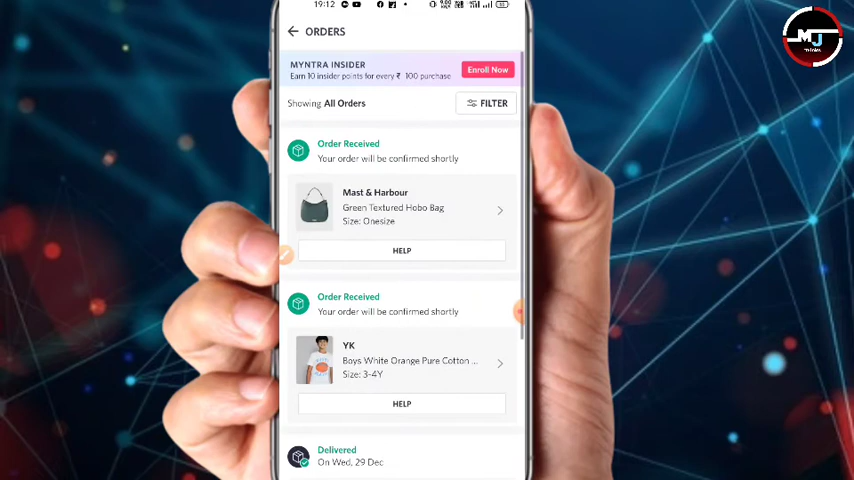 19:12
ORDERS
MYNTRA INSIDER
Earn 10 insider points for every ₹ 100 purchase
Enroll Now
Showing All Orders
FILTER
Order Received
Your order will be confirmed shortly
Mast & Harbour
Green Textured Hobo Bag
Size: Onesize
HELP
Order Received
Your order will be confirmed shortly
YK
Boys White Orange Pure Cotton ...
Size: 3-4Y
HELP
Delivered
On Wed, 29 Dec
MJ